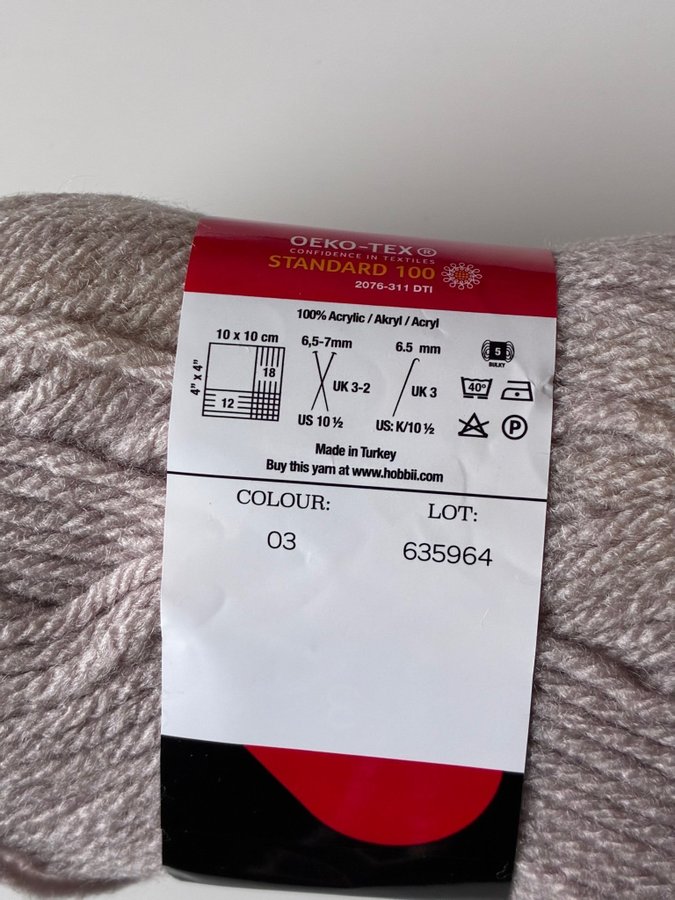 OEKO-TEX®
CONFIDENCE IN TEXTILES
STANDARD 100
2076-311 DTI
100% Acrylic / Akryl / Acryl
10 x 10 cm
4" x 4"
18
12
6,5-7mm
UK 3-2
US 10 ½
6.5 mm
UK 3
US: K/10 ½
5
BULKY
40°
P
Made in Turkey
Buy this yarn at www.hobbii.com
COLOUR:
03
LOT:
635964